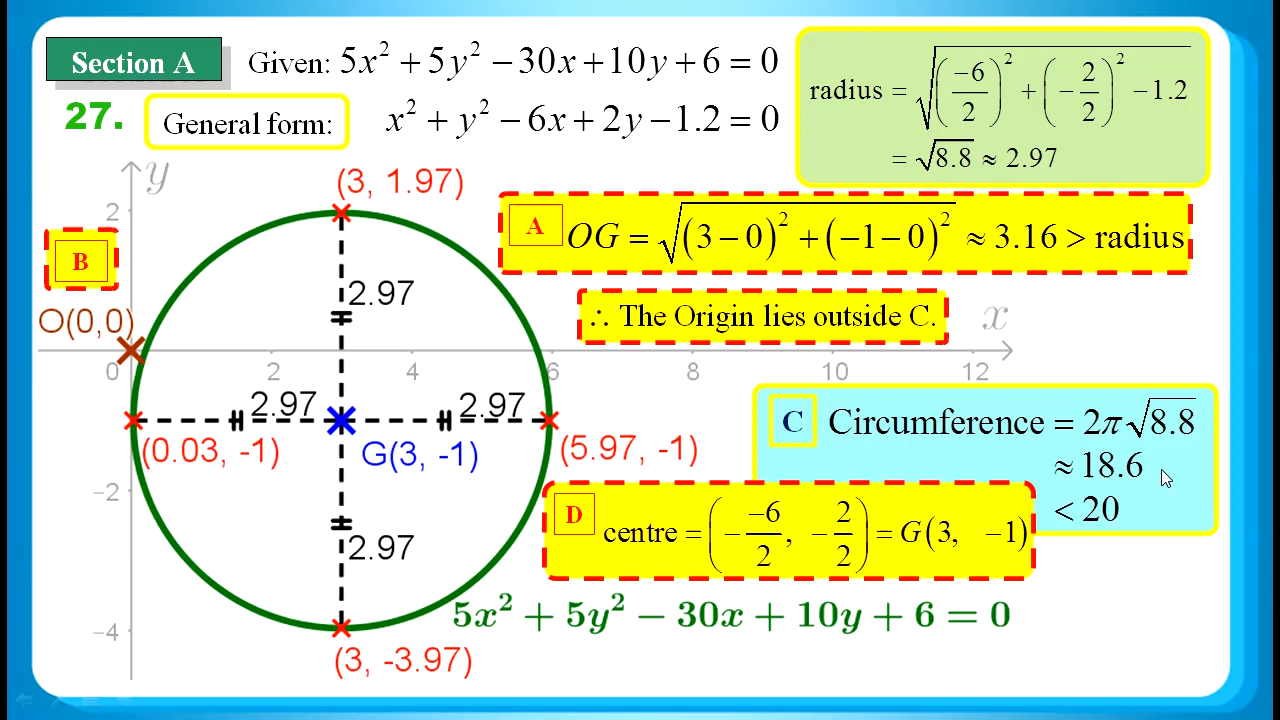 Section A
Given: 5x² + 5y² − 30x + 10y + 6 = 0
27.
General form: x² + y² − 6x + 2y − 1.2 = 0
radius = √((−6/2)² + (−2/2)² − 1.2)
= √8.8 ≈ 2.97
y
(3, 1.97)
2
A OG = √((3 − 0)² + (−1 − 0)²) ≈ 3.16 > radius
B
2.97
∴ The Origin lies outside C.
x
O(0,0)
0 2 4 6 8 10 12
2.97 2.97
(0.03, -1) G(3, -1) (5.97, -1)
C Circumference = 2π√8.8
≈ 18.6
< 20
−2
D centre = (−−6/2, −2/2) = G(3, −1)
2.97
5x² + 5y² − 30x + 10y + 6 = 0
−4
(3, -3.97)